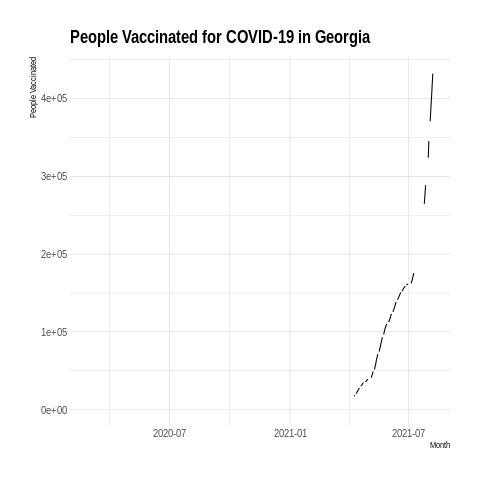 People Vaccinated for COVID-19 in Georgia
People Vaccinated
4e+05
3e+05
2e+05
1e+05
0e+00
2020-07
2021-01
2021-07
Month